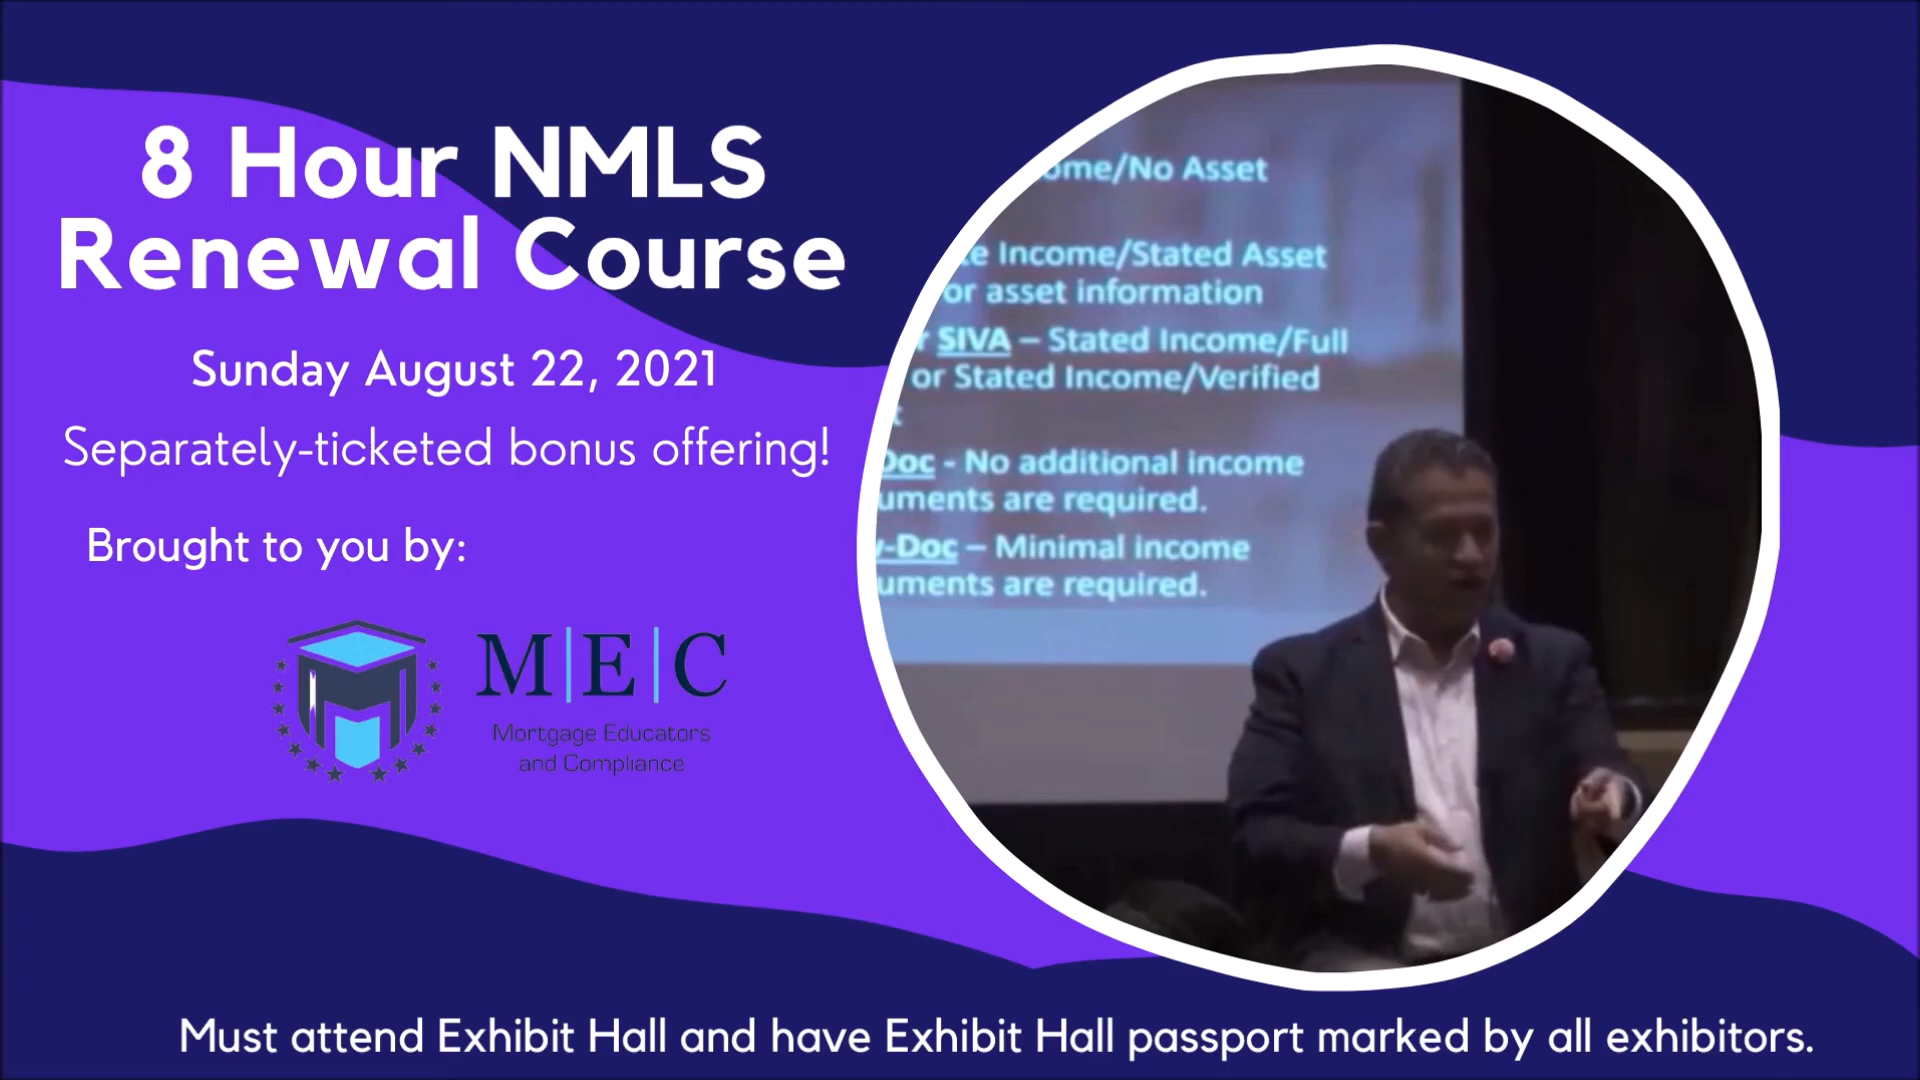 8 Hour NMLS
Renewal Course
Sunday August 22, 2021
Separately-ticketed bonus offering!
Brought to you by:
M|E|C
Mortgage Educators
and Compliance
ome/No Asset
e Income/Stated Asset
or asset information
r SIVA – Stated Income/Full
or Stated Income/Verified
t
Doc - No additional income
uments are required.
-Doc – Minimal income
uments are required.
Must attend Exhibit Hall and have Exhibit Hall passport marked by all exhibitors.